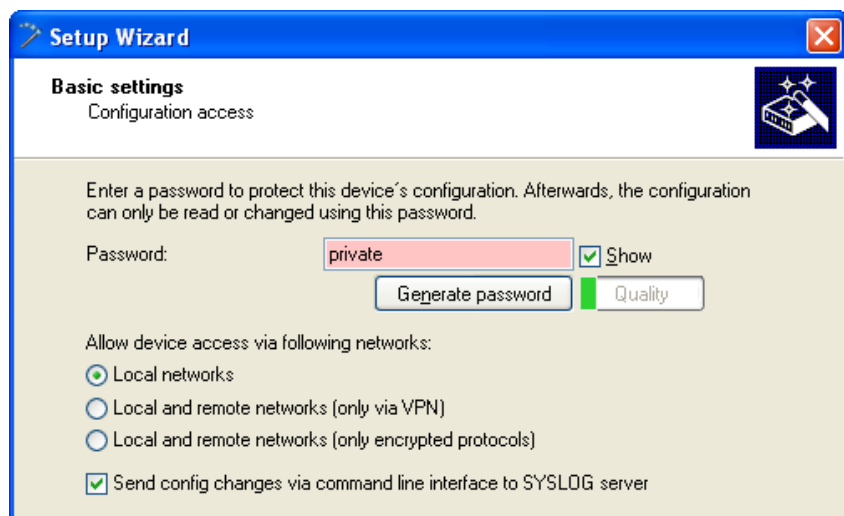 Setup Wizard
Basic settings
Configuration access
Enter a password to protect this device´s configuration. Afterwards, the configuration
can only be read or changed using this password.
Password: private Show
Generate password Quality
Allow device access via following networks:
Local networks
Local and remote networks (only via VPN)
Local and remote networks (only encrypted protocols)
Send config changes via command line interface to SYSLOG server